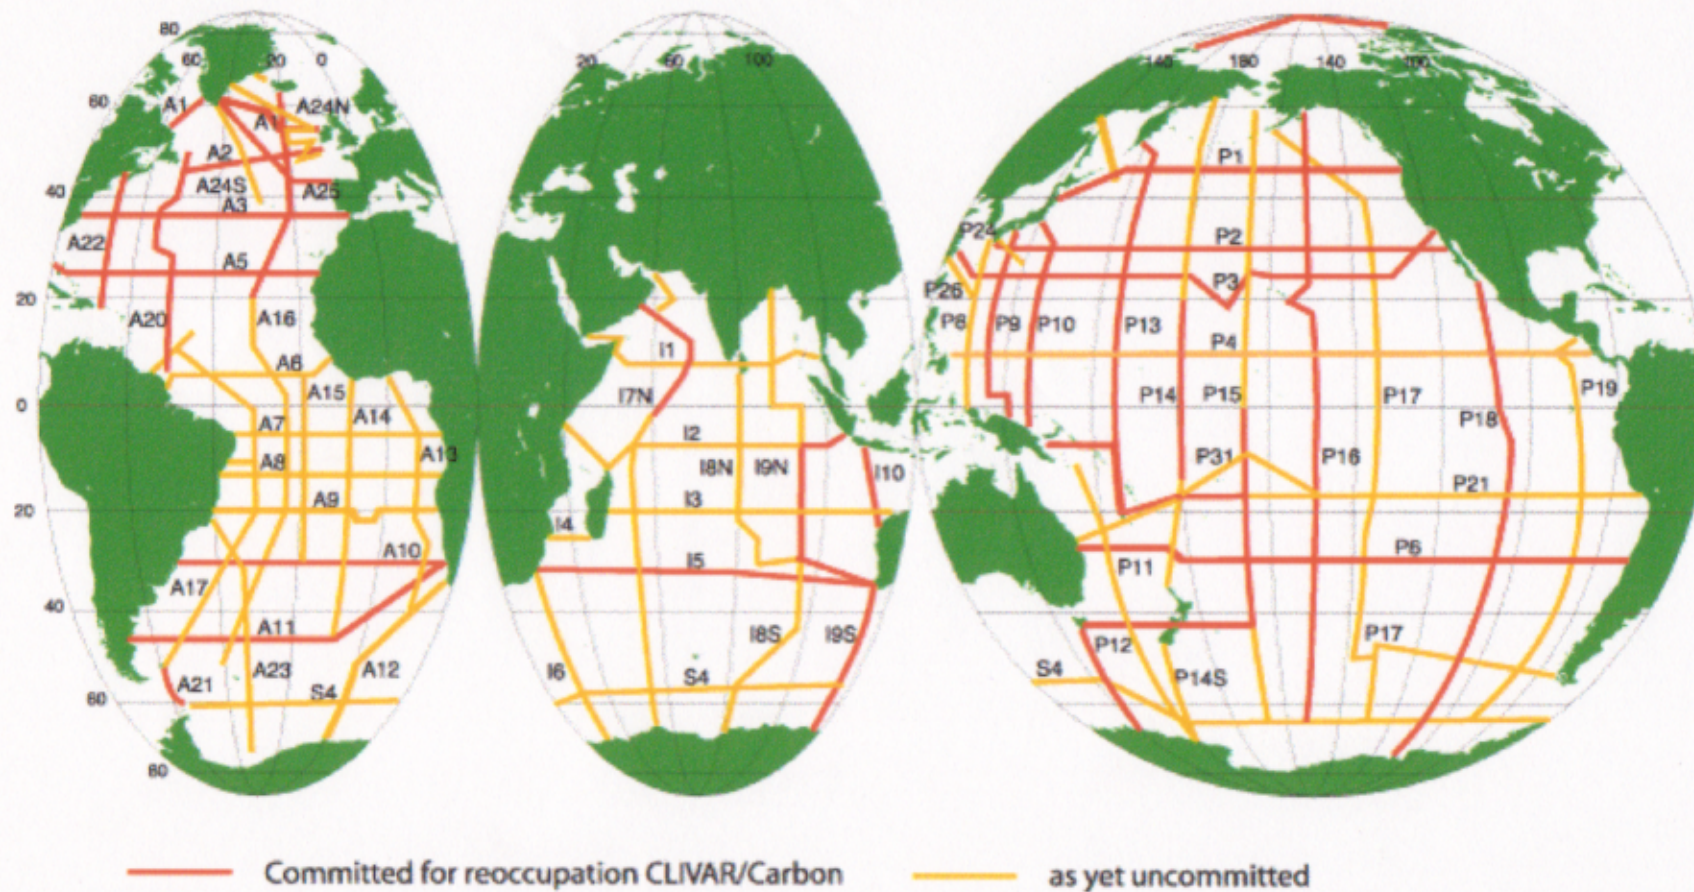 80
60 20 0
20 60 100
140 180 140 100
60
A1
A24N
A1
A2
A24S
A25
A3
40
A22
A5
20
A20
A16
A6
A15
A14
0
A7
A13
A8
A9
20
A10
A17
40
A11
A23
A12
A21
S4
60
80
I1
I7N
I2
I8N
I9N
I10
I3
I4
I5
I8S
I9S
I6
S4
P1
P24
P2
P3
P26
P8
P9
P10
P13
P4
P14
P15
P17
P19
P18
P31
P16
P21
P6
P11
P12
P17
S4
P14S
Committed for reoccupation CLIVAR/Carbon
as yet uncommitted